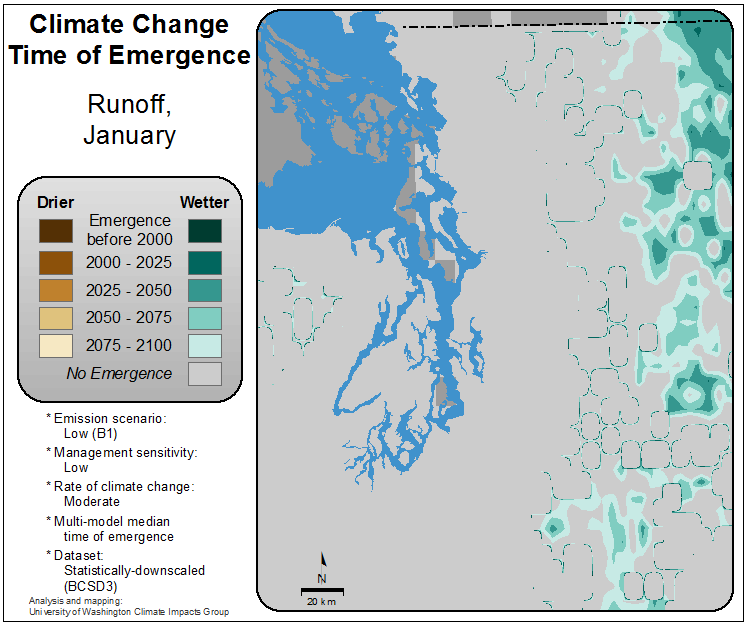 Climate Change
Time of Emergence
Runoff,
January
Drier Wetter
Emergence
before 2000
2000 - 2025
2025 - 2050
2050 - 2075
2075 - 2100
No Emergence
* Emission scenario:
Low (B1)
* Management sensitivity:
Low
* Rate of climate change:
Moderate
* Multi-model median
time of emergence
* Dataset:
Statistically-downscaled
(BCSD3)
Analysis and mapping:
University of Washington Climate Impacts Group
N
20 km